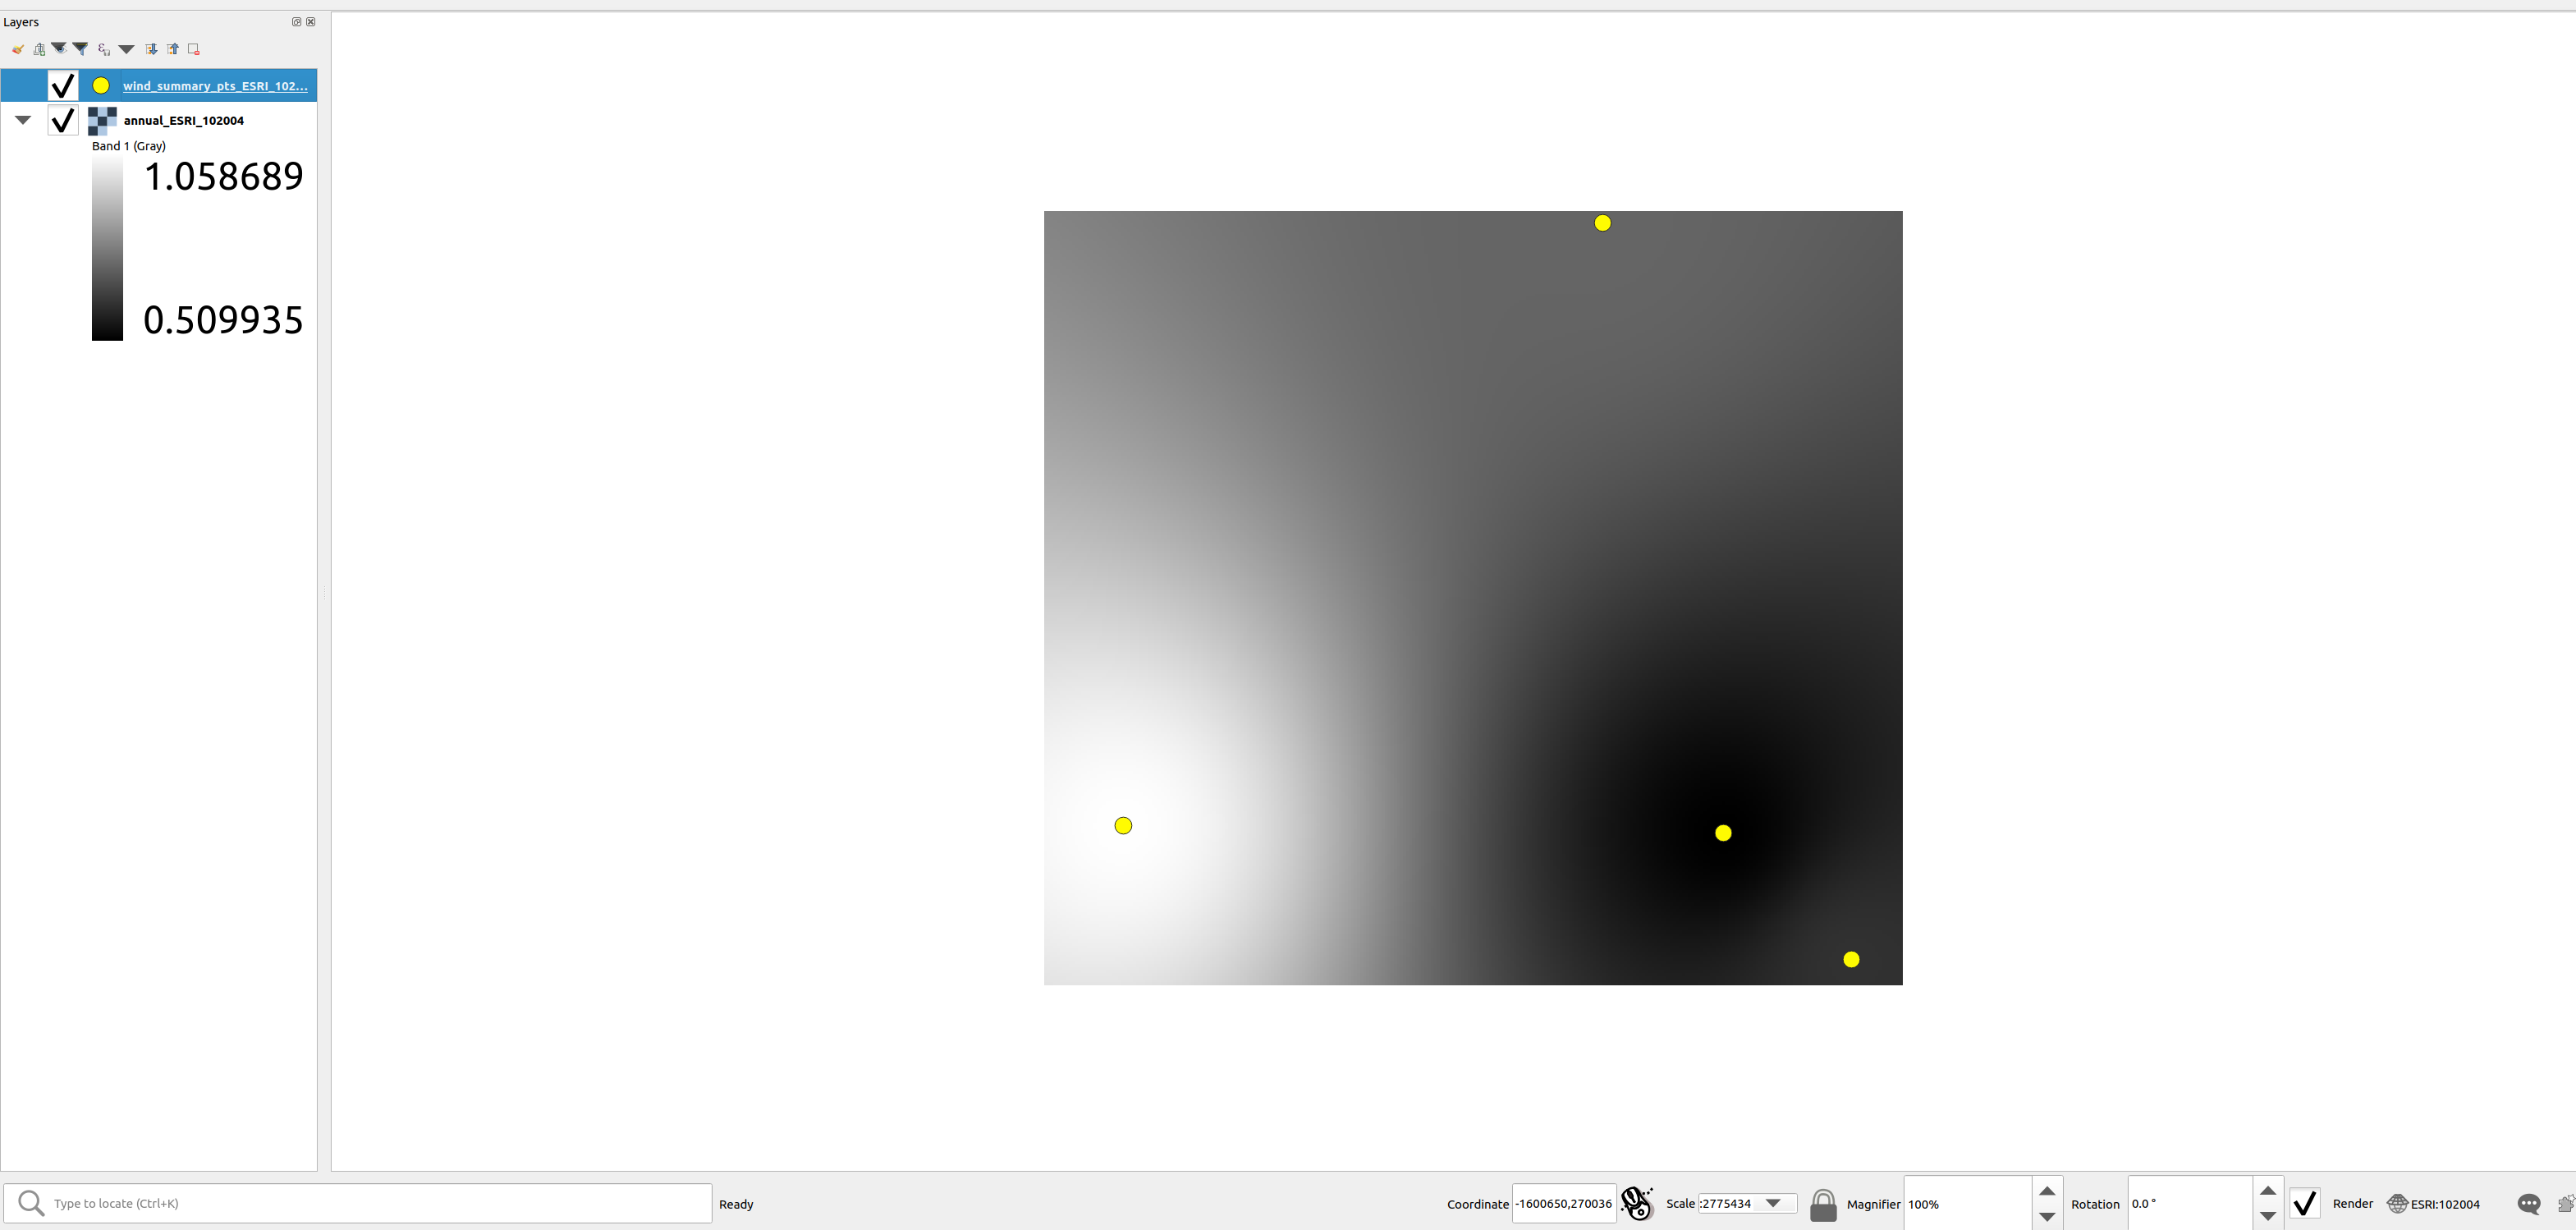 Layers
wind_summary_pts_ESRI_102...
annual_ESRI_102004
Band 1 (Gray)
1.058689
0.509935
Type to locate (Ctrl+K)
Ready
Coordinate
-1600650,270036
Scale
:2775434
Magnifier
100%
Rotation
0.0 °
Render
ESRI:102004